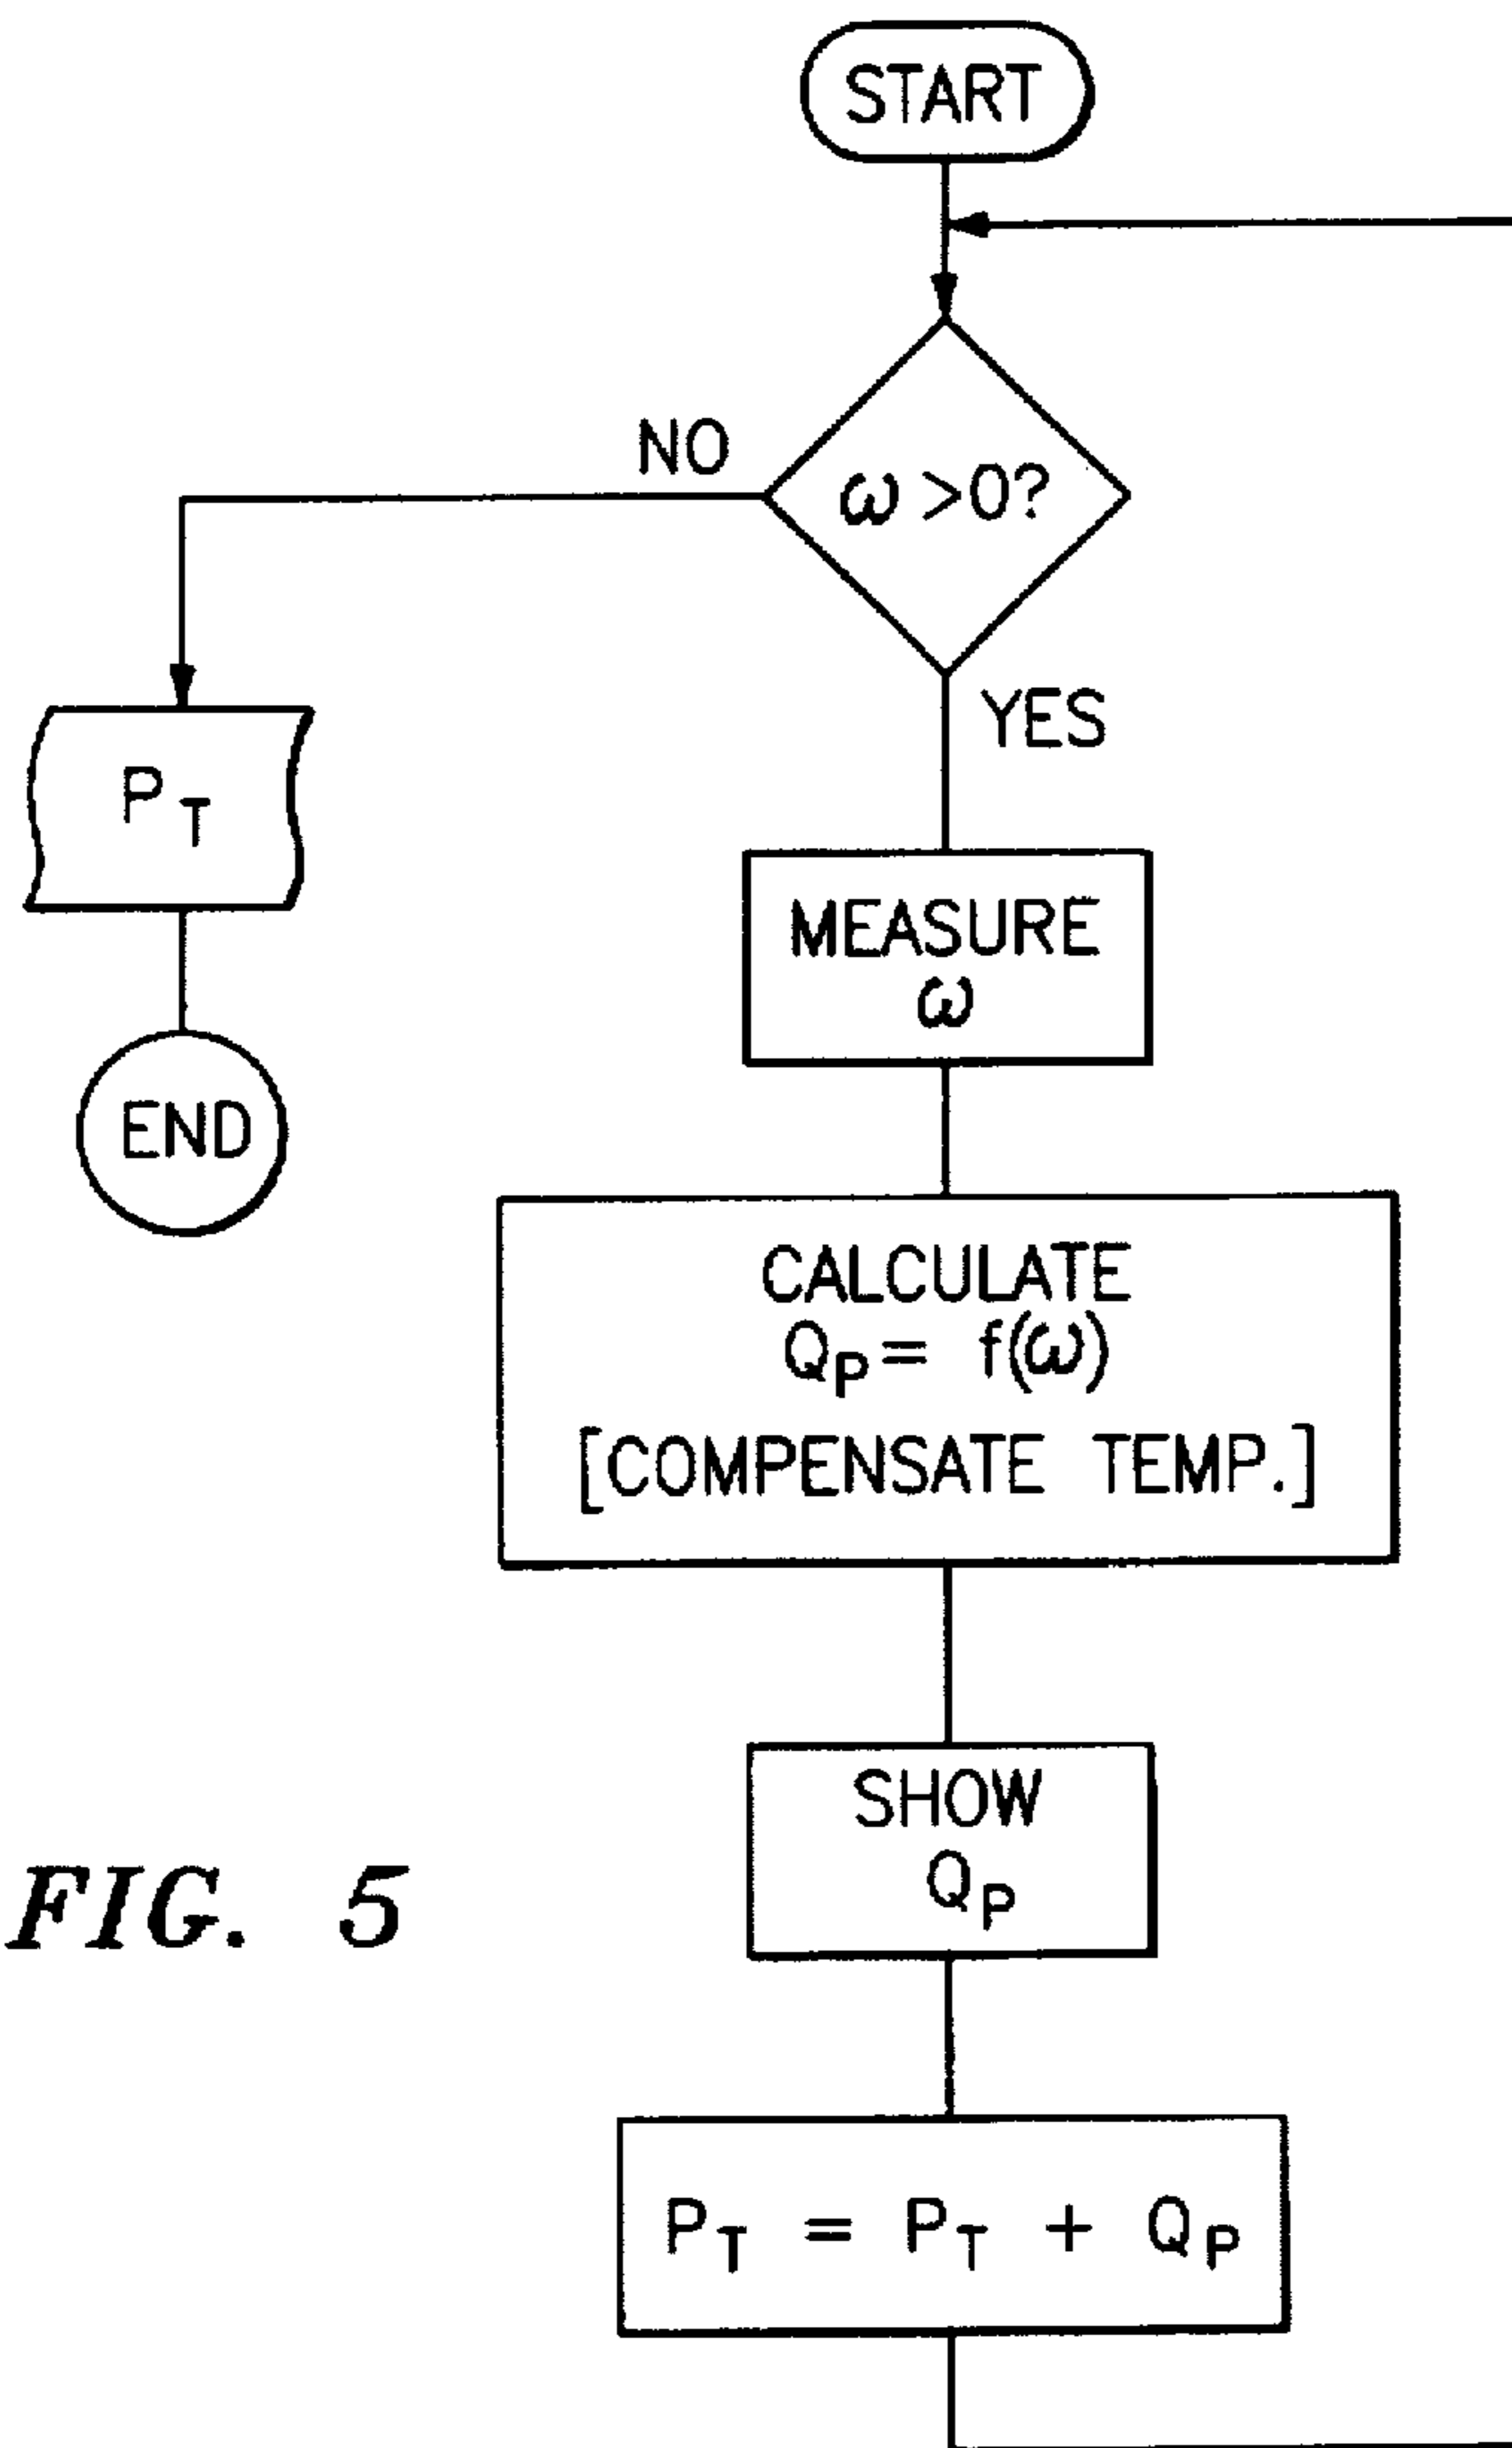 START
NO
ω >0?
YES
P_T
MEASURE
ω
END
CALCULATE
Q_P = f(ω)
[COMPENSATE TEMP.]
SHOW
Q_P
FIG. 5
P_T = P_T + Q_P